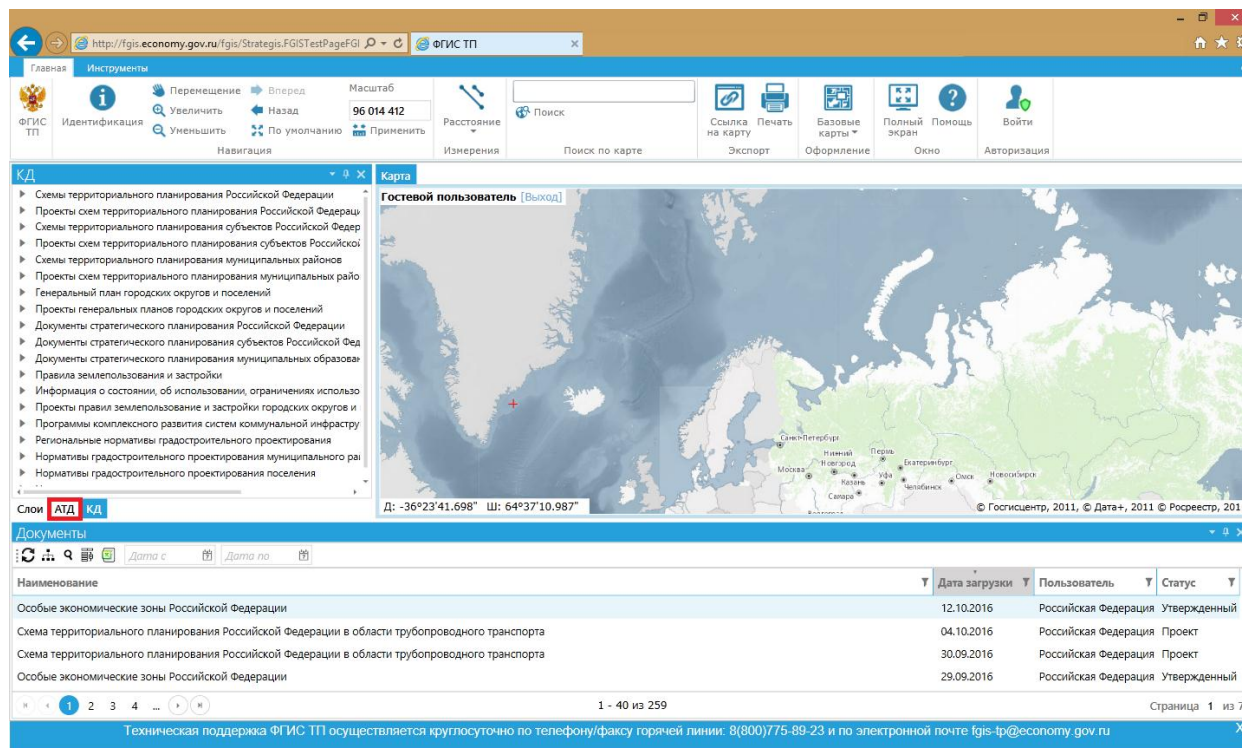 http://fgis.economy.gov.ru/fgis/Strategis.FGISTestPageFGI
ФГИС ТП
Главная Инструменты
ФГИС ТП
Идентификация
Перемещение
Увеличить
Уменьшить
Вперед
Назад
По умолчанию
Масштаб
96 014 412
Применить
Навигация
Расстояние
Измерения
Поиск
Поиск по карте
Ссылка на карту
Печать
Экспорт
Базовые карты
Оформление
Полный экран
Помощь
Окно
Войти
Авторизация
КД
Схемы территориального планирования Российской Федерации
Проекты схем территориального планирования Российской Федерац
Схемы территориального планирования субъектов Российской Федер
Проекты схем территориального планирования субъектов Российской
Схемы территориального планирования муниципальных районов
Проекты схем территориального планирования муниципальных райо
Генеральный план городских округов и поселений
Проекты генеральных планов городских округов и поселений
Документы стратегического планирования Российской Федерации
Документы стратегического планирования субъектов Российской Фед
Документы стратегического планирования муниципальных образован
Правила землепользования и застройки
Информация о состоянии, об использовании, ограничениях использо
Проекты правил землепользование и застройки городских округов и
Программы комплексного развития систем коммунальной инфраструу
Региональные нормативы градостроительного проектирования
Нормативы градостроительного проектирования муниципального рай
Нормативы градостроительного проектирования поселения
Слои АТД КД
Карта
Гостевой пользователь [Выход]
Санкт-Петербург
Москва
Нижний Новгород
Пермь
Казань
Уфа
Екатеринбург
Челябинск
Омск
Новосибирск
Самара
Д: -36°23'41.698" Ш: 64°37'10.987"
© Госгисцентр, 2011, © Дата+, 2011 © Росреестр, 201
Документы
Дата с Дата по
Наименование Дата загрузки Пользователь Статус
Особые экономические зоны Российской Федерации 12.10.2016 Российская Федерация Утвержденный
Схема территориального планирования Российской Федерации в области трубопроводного транспорта 04.10.2016 Российская Федерация Проект
Схема территориального планирования Российской Федерации в области трубопроводного транспорта 30.09.2016 Российская Федерация Проект
Особые экономические зоны Российской Федерации 29.09.2016 Российская Федерация Утвержденный
1 2 3 4 ... 1 - 40 из 259 Страница 1 из 7
Техническая поддержка ФГИС ТП осуществляется круглосуточно по телефону/факсу горячей линии: 8(800)775-89-23 и по электронной почте fgis-tp@economy.gov.ru X